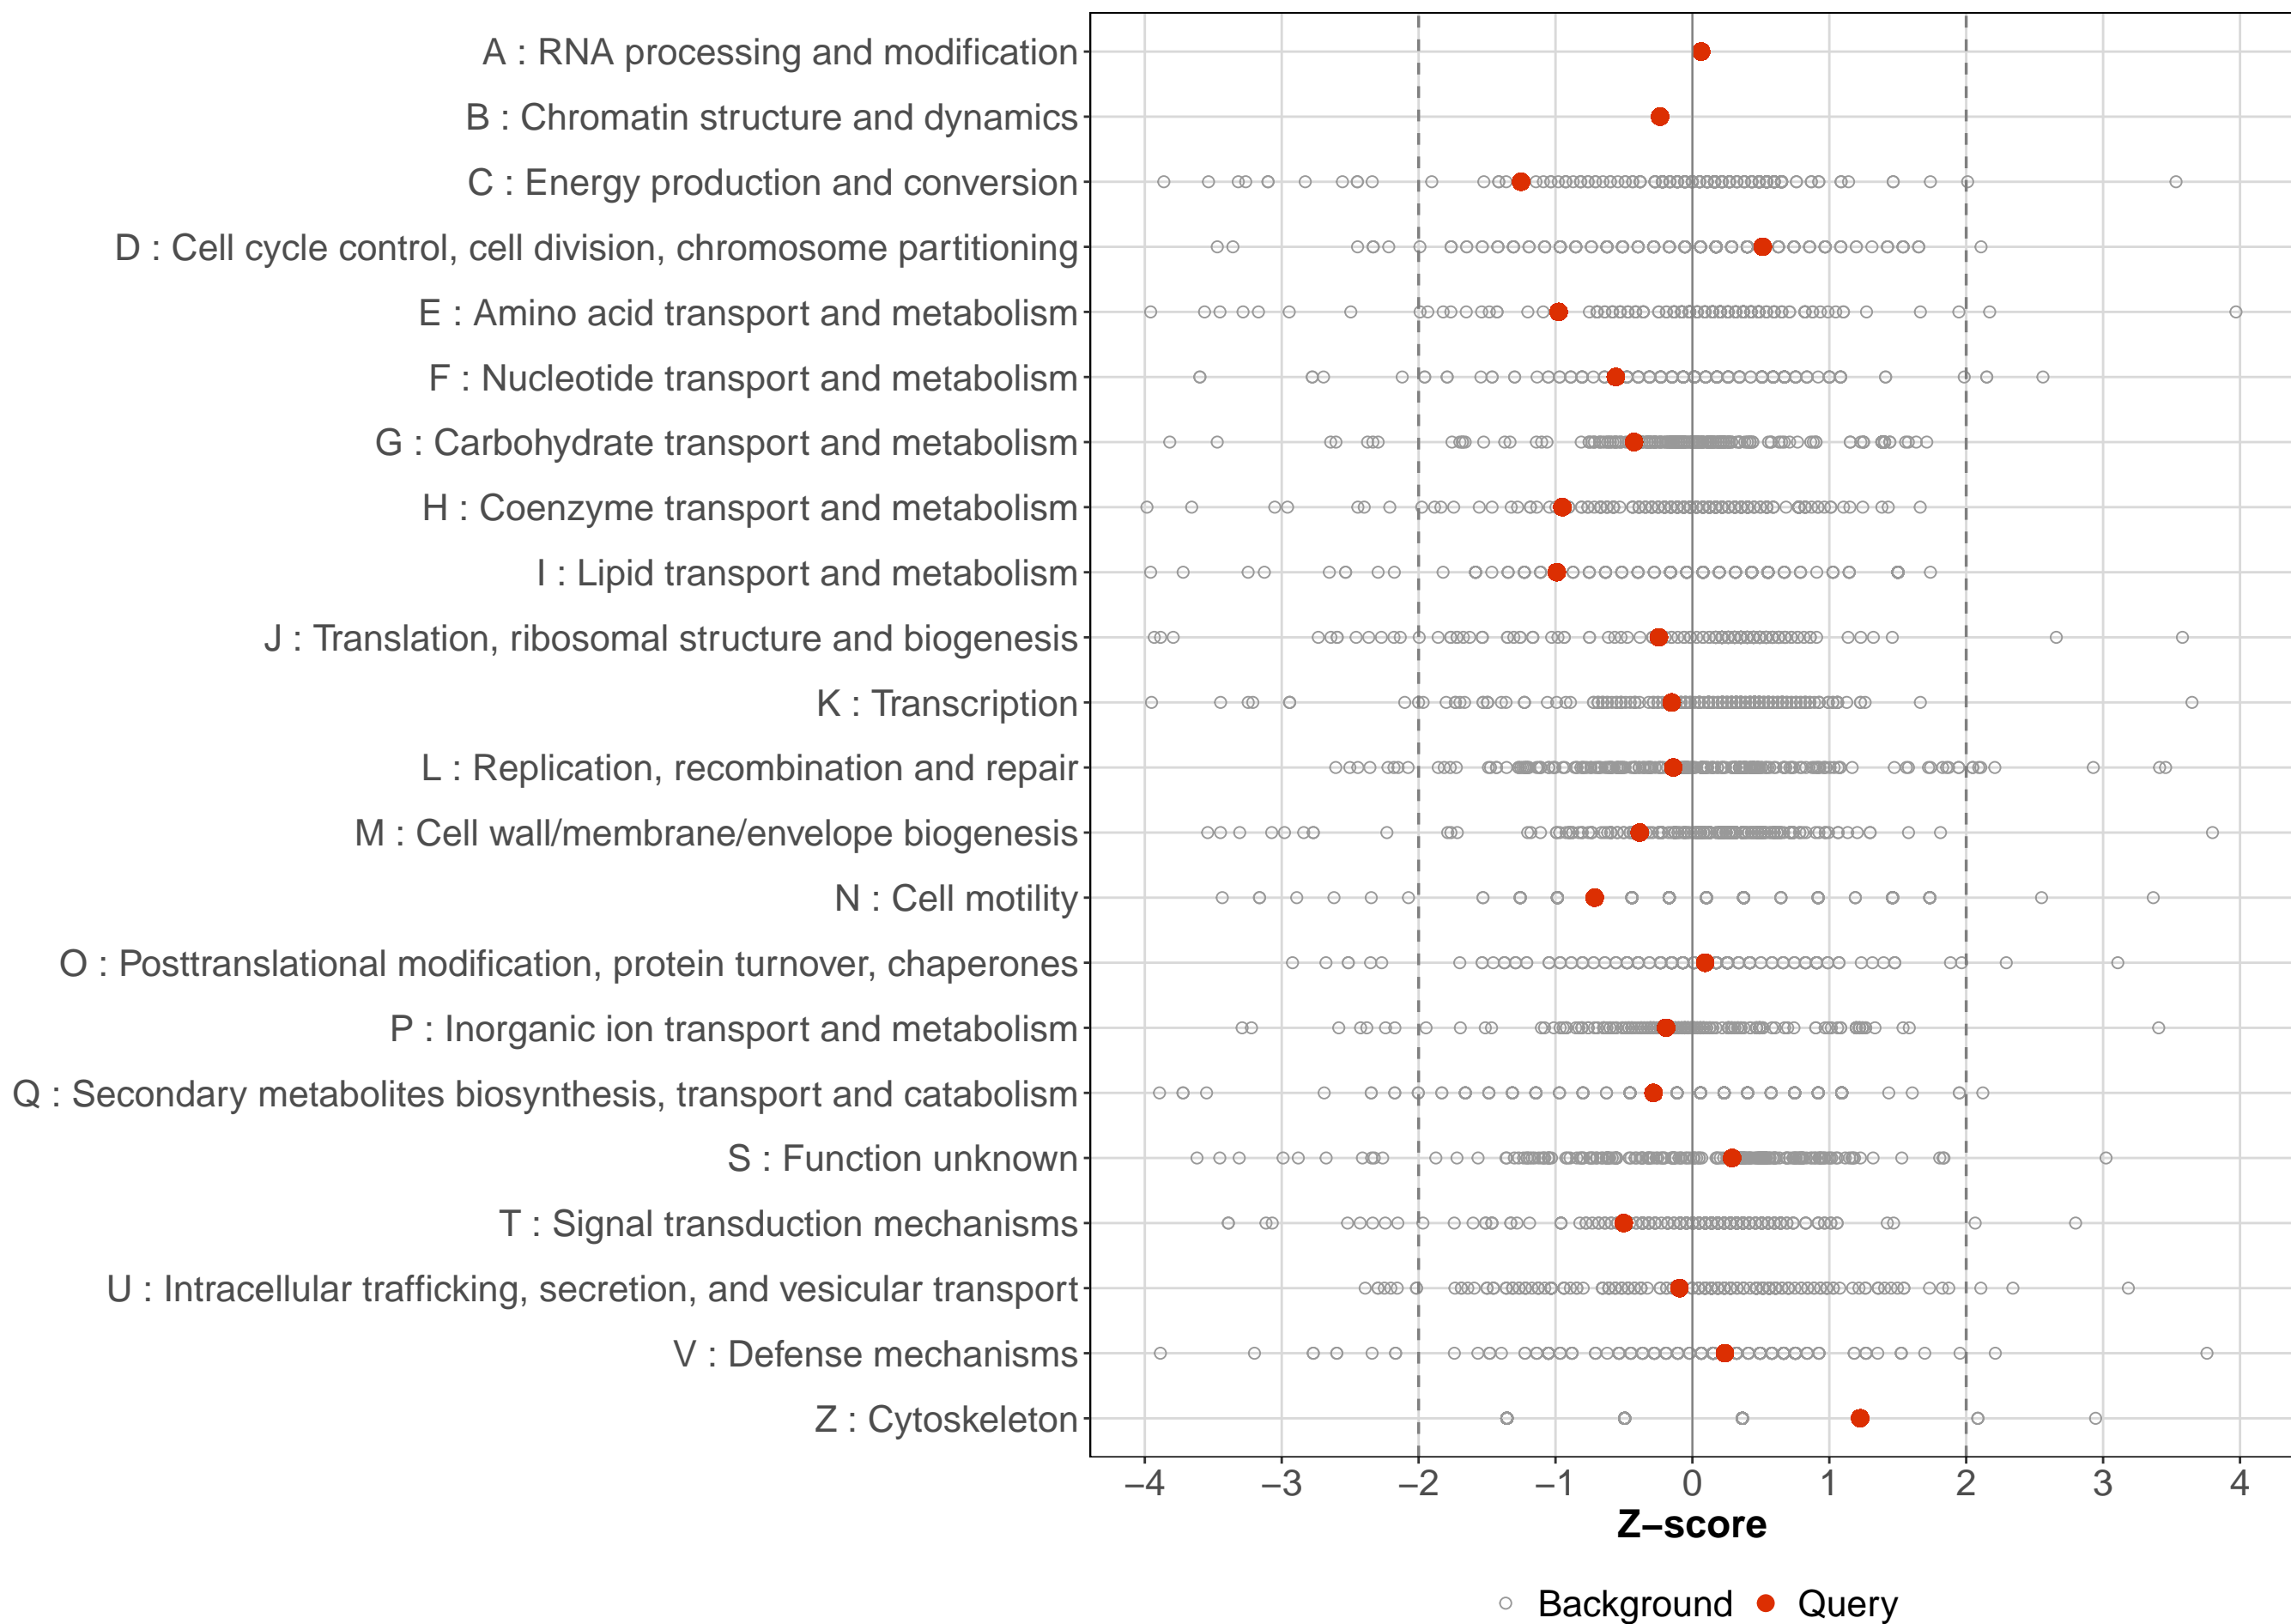 A : RNA processing and modification
B : Chromatin structure and dynamics
C : Energy production and conversion
D : Cell cycle control, cell division, chromosome partitioning
E : Amino acid transport and metabolism
F : Nucleotide transport and metabolism
G : Carbohydrate transport and metabolism
H : Coenzyme transport and metabolism
I : Lipid transport and metabolism
J : Translation, ribosomal structure and biogenesis
K : Transcription
L : Replication, recombination and repair
M : Cell wall/membrane/envelope biogenesis
N : Cell motility
O : Posttranslational modification, protein turnover, chaperones
P : Inorganic ion transport and metabolism
Q : Secondary metabolites biosynthesis, transport and catabolism
S : Function unknown
T : Signal transduction mechanisms
U : Intracellular trafficking, secretion, and vesicular transport
V : Defense mechanisms
Z : Cytoskeleton
−4 −3 −2 −1 0 1 2 3 4
Z−score
Background Query